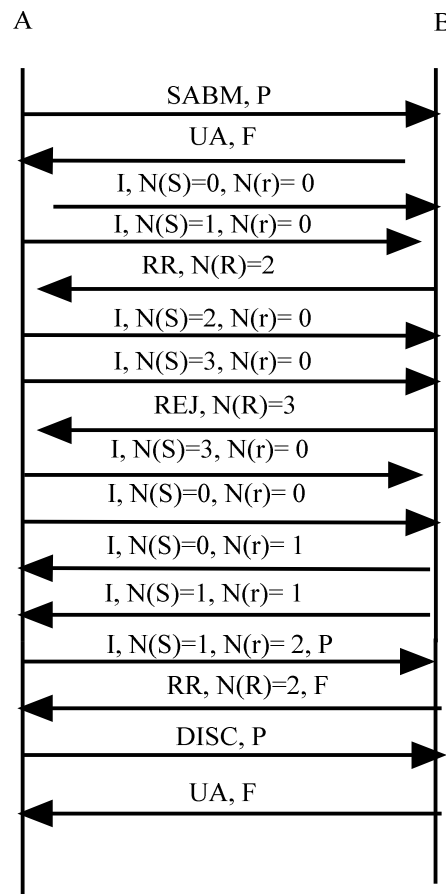 A B
SABM, P
UA, F
I, N(S)=0, N(r)= 0
I, N(S)=1, N(r)= 0
RR, N(R)=2
I, N(S)=2, N(r)= 0
I, N(S)=3, N(r)= 0
REJ, N(R)=3
I, N(S)=3, N(r)= 0
I, N(S)=0, N(r)= 0
I, N(S)=0, N(r)= 1
I, N(S)=1, N(r)= 1
I, N(S)=1, N(r)= 2, P
RR, N(R)=2, F
DISC, P
UA, F